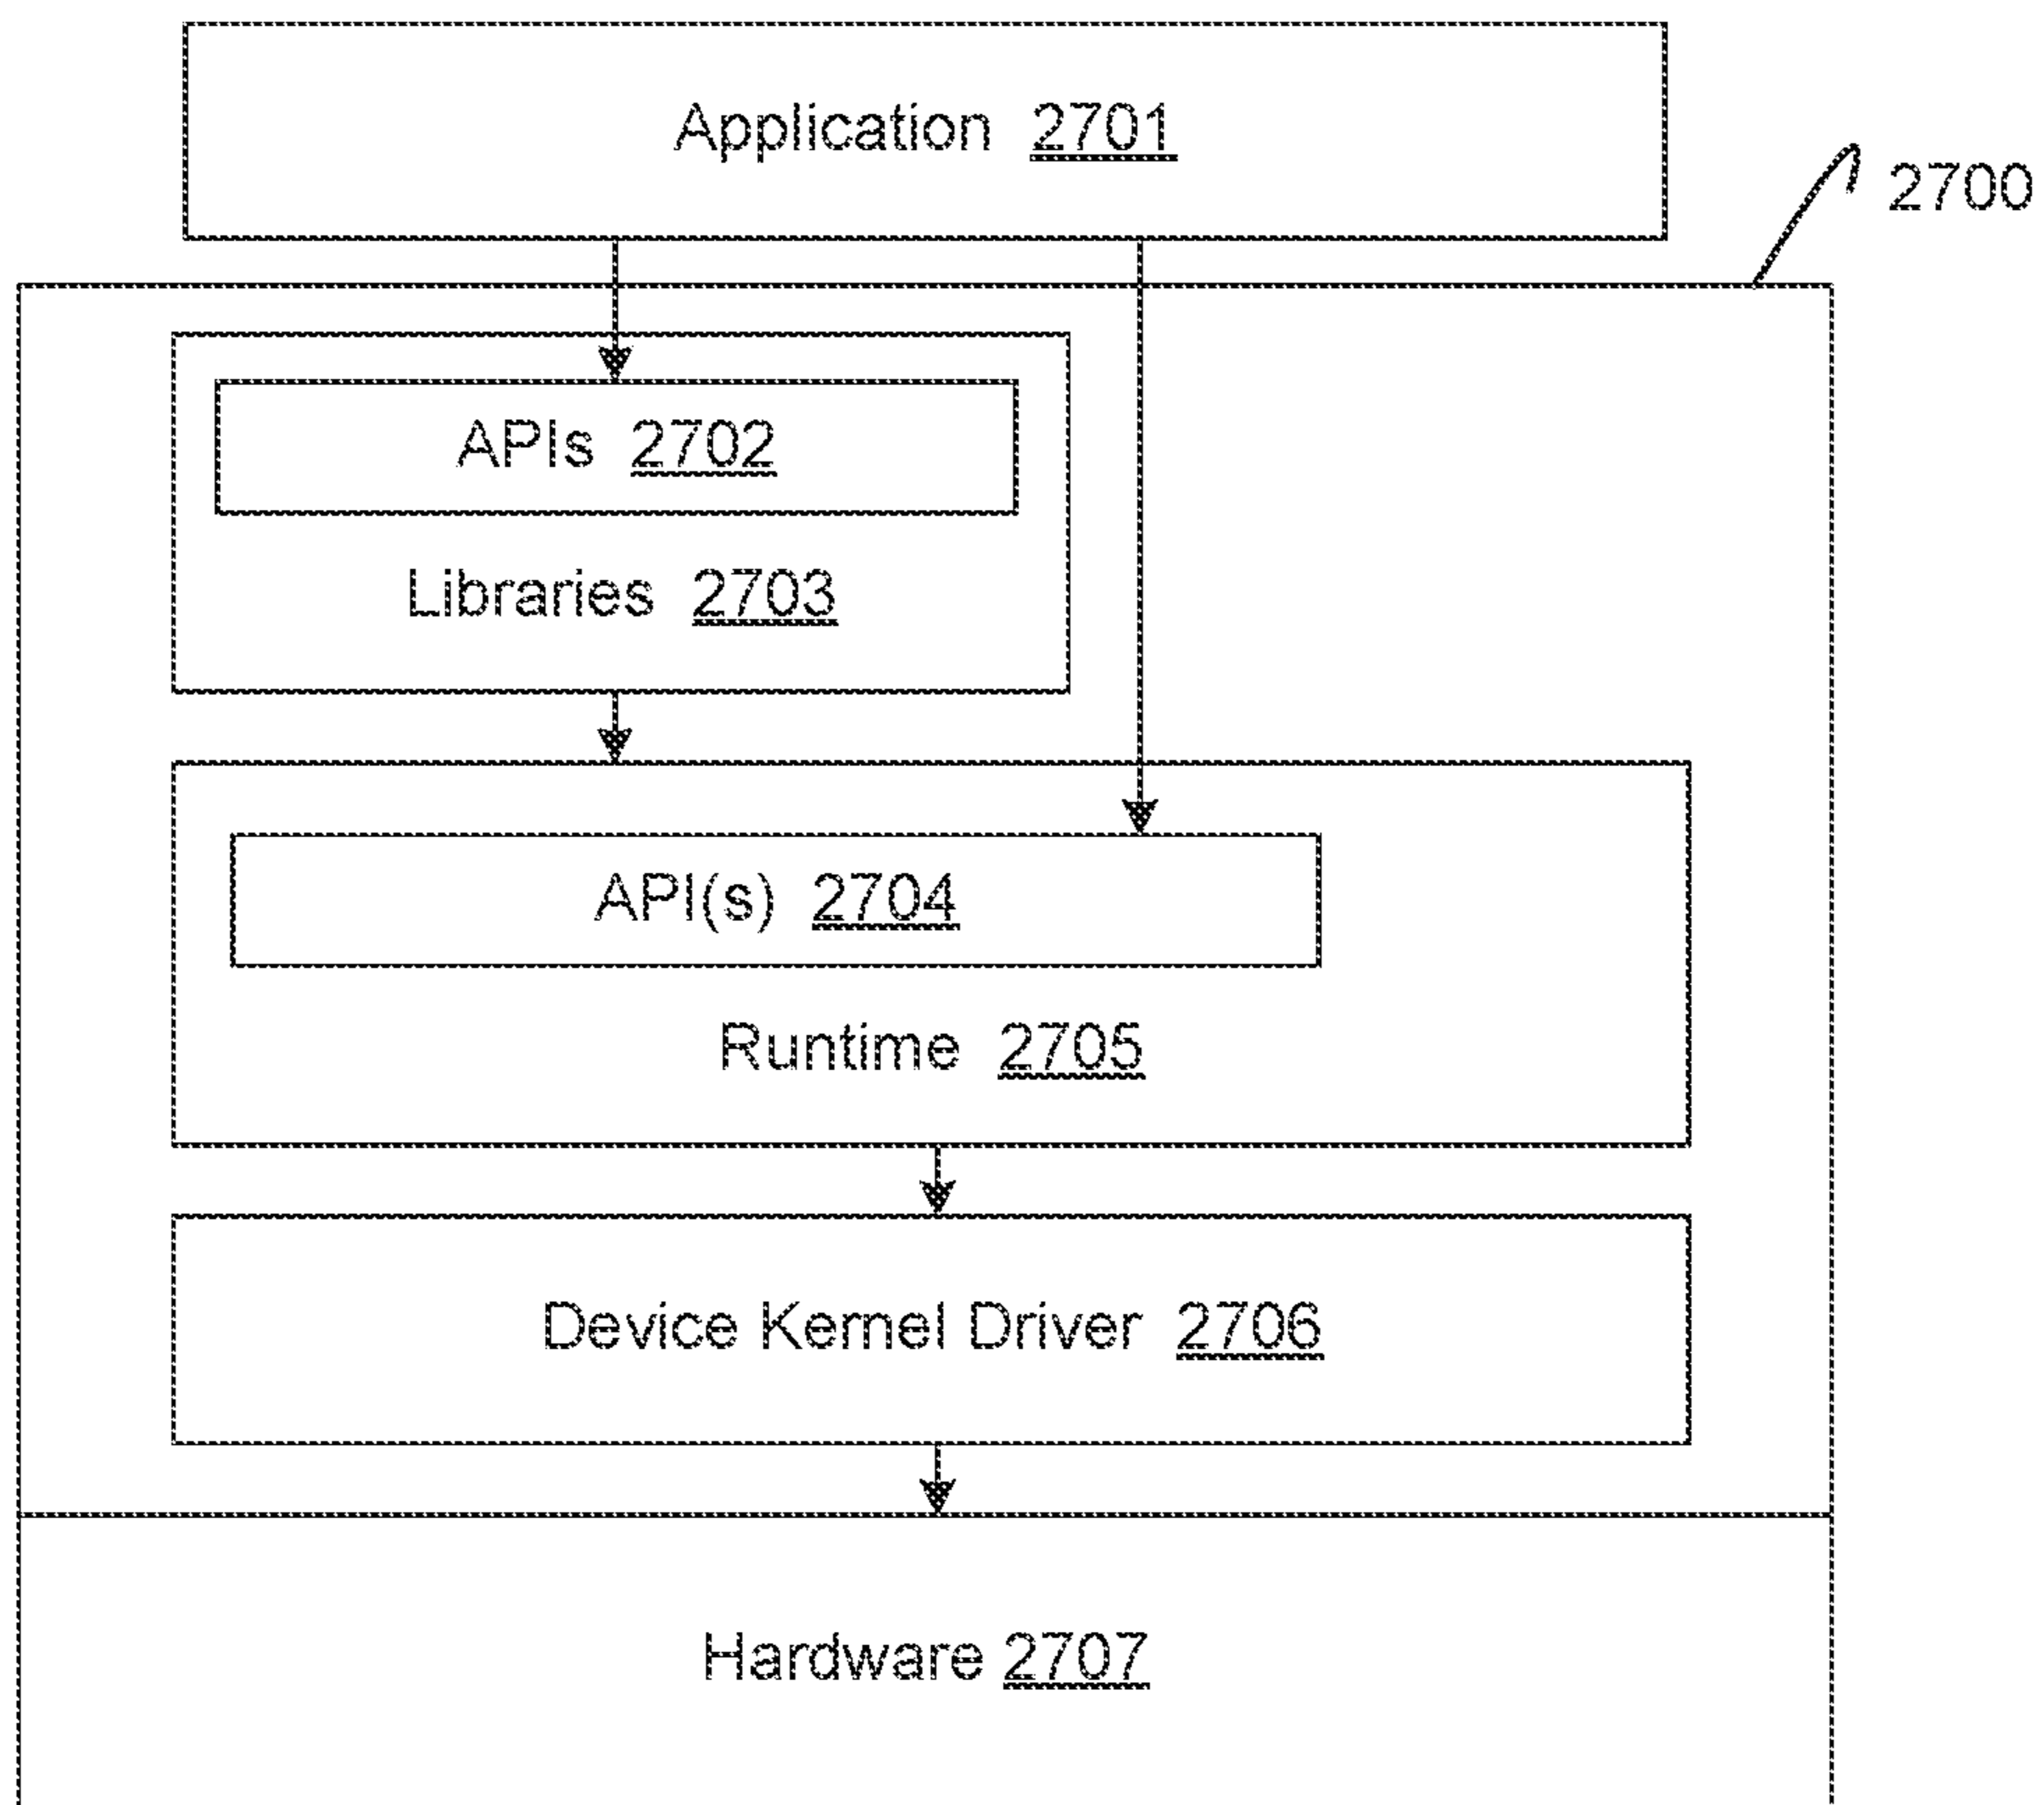 Application 2701
2700
APIs 2702
Libraries 2703
API(s) 2704
Runtime 2705
Device Kernel Driver 2706
Hardware 2707